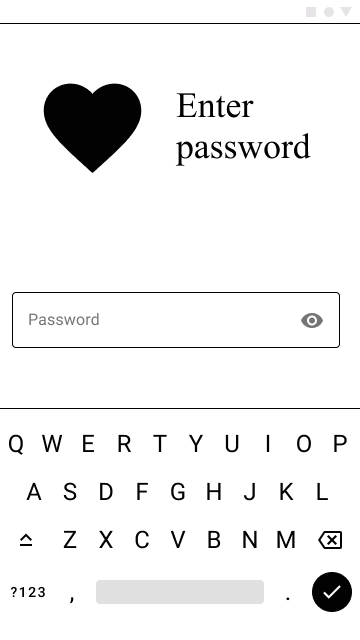 Enter
password
Password
Q W E R T Y U I O P
A S D F G H J K L
Z X C V B N M
?123 , .